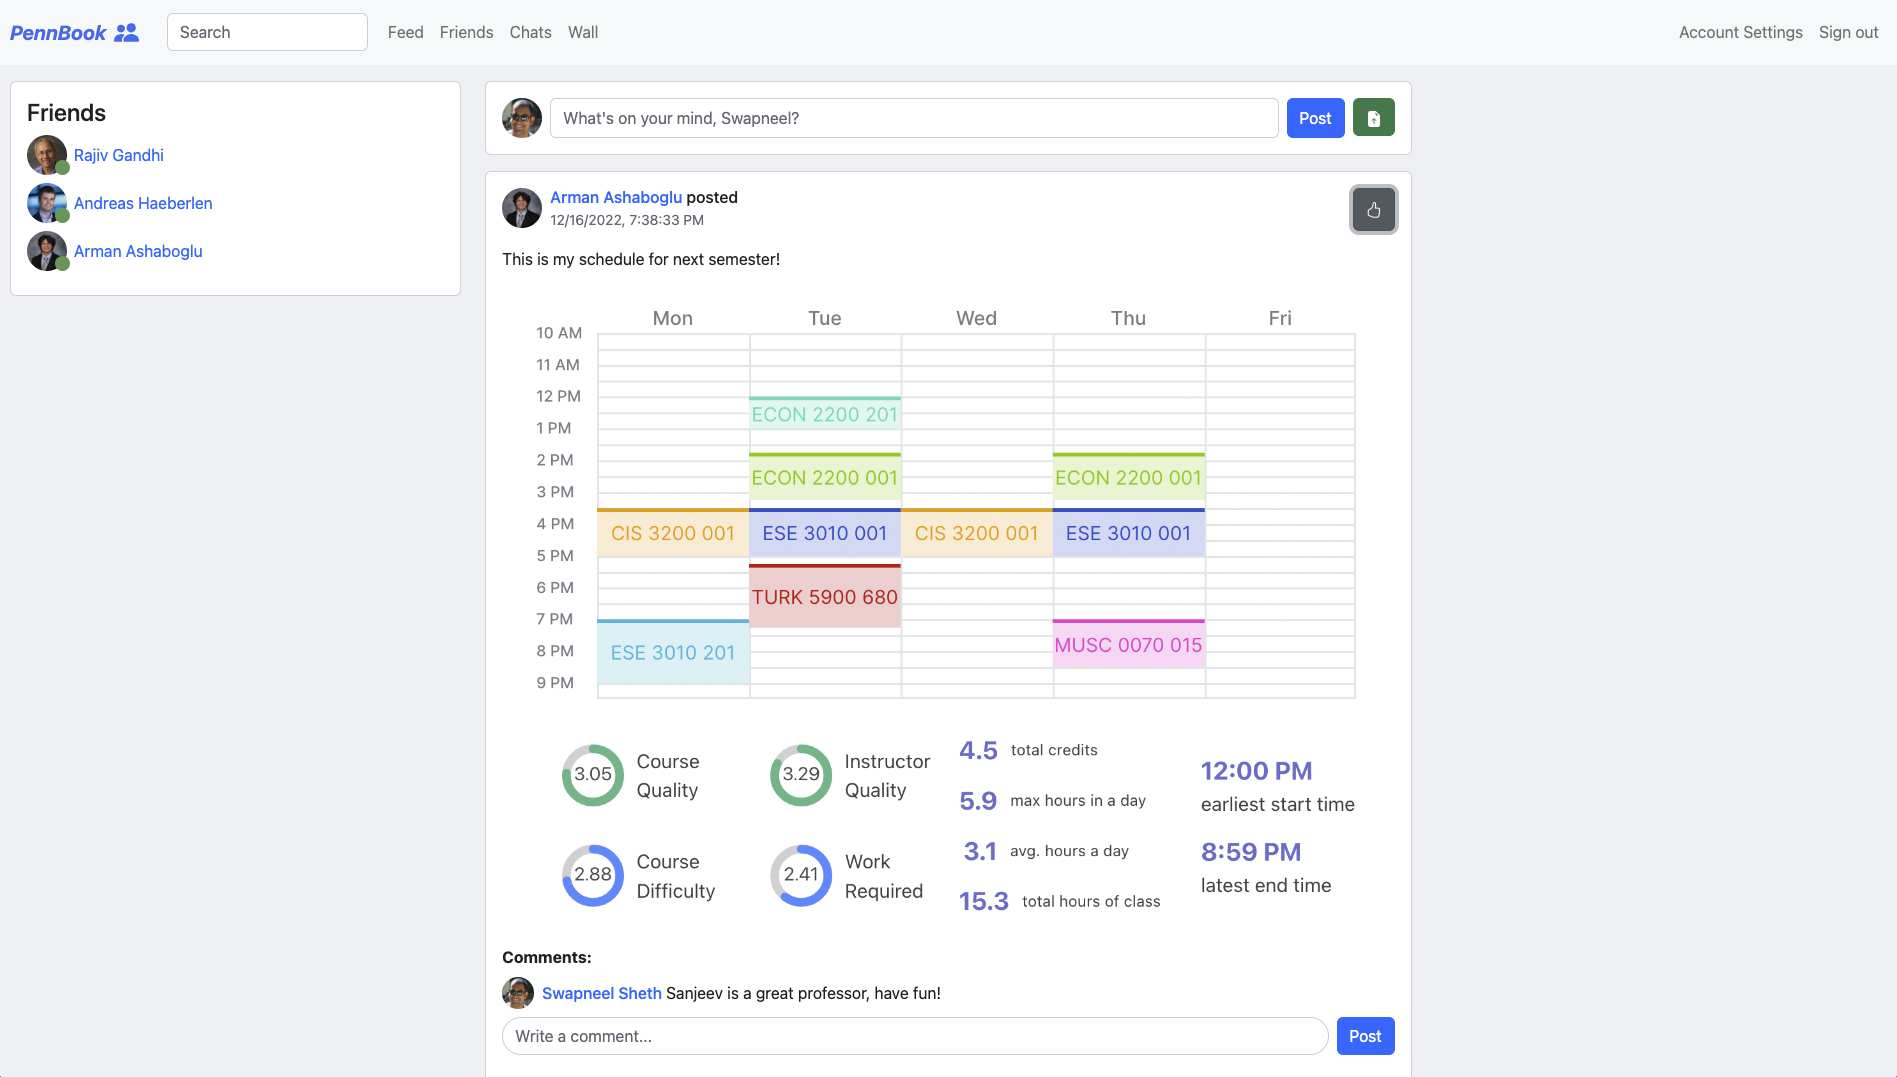 PennBook
Search
Feed
Friends
Chats
Wall
Account Settings
Sign out
Friends
Rajiv Gandhi
Andreas Haeberlen
Arman Ashaboglu
What's on your mind, Swapneel?
Post
Arman Ashaboglu posted
12/16/2022, 7:38:33 PM
This is my schedule for next semester!
Mon
Tue
Wed
Thu
Fri
10 AM
11 AM
12 PM
ECON 2200 201
1 PM
2 PM
ECON 2200 001
ECON 2200 001
3 PM
4 PM
CIS 3200 001
ESE 3010 001
CIS 3200 001
ESE 3010 001
5 PM
6 PM
TURK 5900 680
7 PM
MUSC 0070 015
8 PM
ESE 3010 201
9 PM
3.05
Course
Quality
3.29
Instructor
Quality
2.88
Course
Difficulty
2.41
Work
Required
4.5 total credits
5.9 max hours in a day
3.1 avg. hours a day
15.3 total hours of class
12:00 PM
earliest start time
8:59 PM
latest end time
Comments:
Swapneel Sheth Sanjeev is a great professor, have fun!
Write a comment...
Post